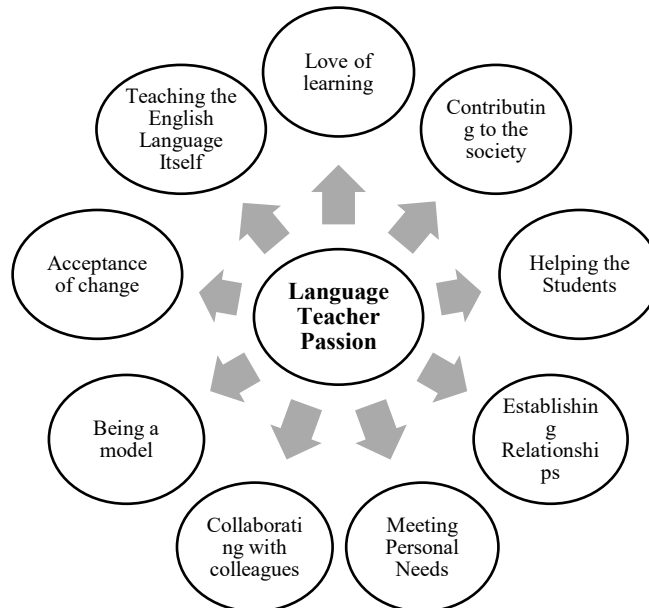 Love of
learning
Contributin
g to the
society
Helping the
Students
Establishin
g
Relationshi
ps
Meeting
Personal
Needs
Collaborati
ng with
colleagues
Being a
model
Acceptance
of change
Teaching the
English
Language
Itself
Language
Teacher
Passion